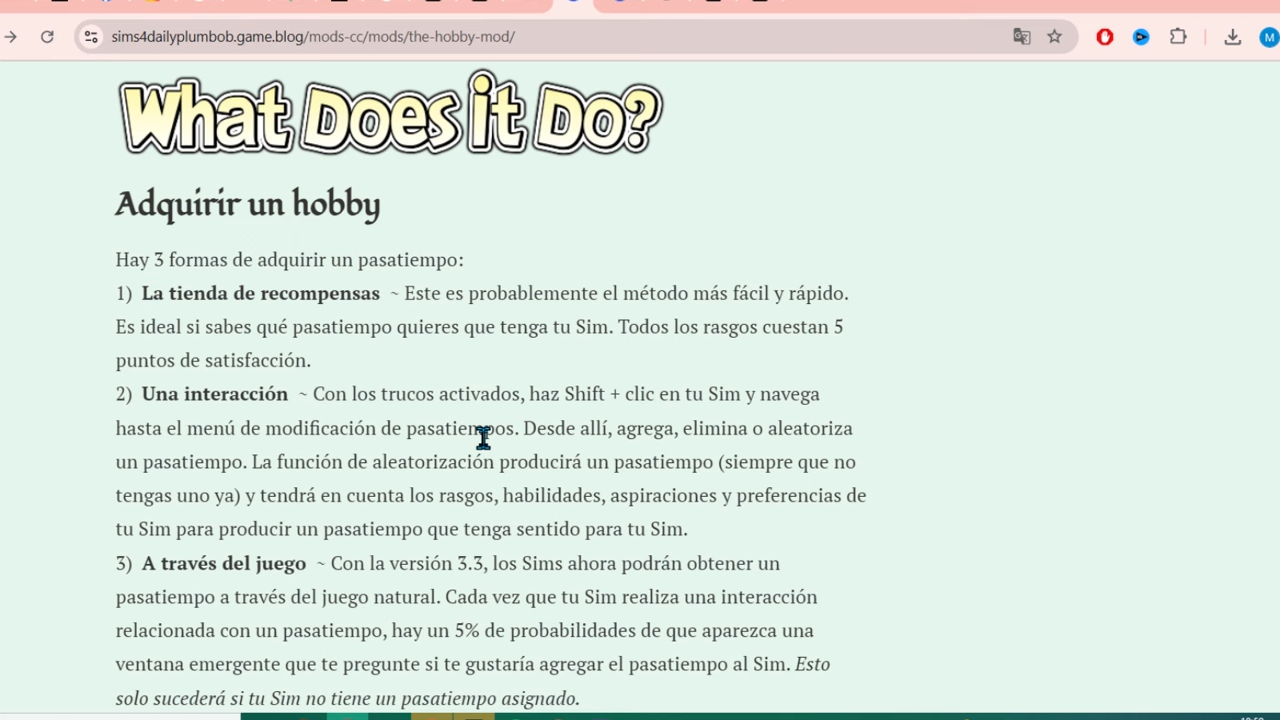 sims4dailyplumbob.game.blog/mods-cc/mods/the-hobby-mod/
M
What Does it Do?
Adquirir un hobby
Hay 3 formas de adquirir un pasatiempo:
1) La tienda de recompensas ~ Este es probablemente el método más fácil y rápido.
Es ideal si sabes qué pasatiempo quieres que tenga tu Sim. Todos los rasgos cuestan 5
puntos de satisfacción.
2) Una interacción ~ Con los trucos activados, haz Shift + clic en tu Sim y navega
hasta el menú de modificación de pasatiempos. Desde allí, agrega, elimina o aleatoriza
un pasatiempo. La función de aleatorización producirá un pasatiempo (siempre que no
tengas uno ya) y tendrá en cuenta los rasgos, habilidades, aspiraciones y preferencias de
tu Sim para producir un pasatiempo que tenga sentido para tu Sim.
3) A través del juego ~ Con la versión 3.3, los Sims ahora podrán obtener un
pasatiempo a través del juego natural. Cada vez que tu Sim realiza una interacción
relacionada con un pasatiempo, hay un 5% de probabilidades de que aparezca una
ventana emergente que te pregunte si te gustaría agregar el pasatiempo al Sim. Esto
solo sucederá si tu Sim no tiene un pasatiempo asignado.